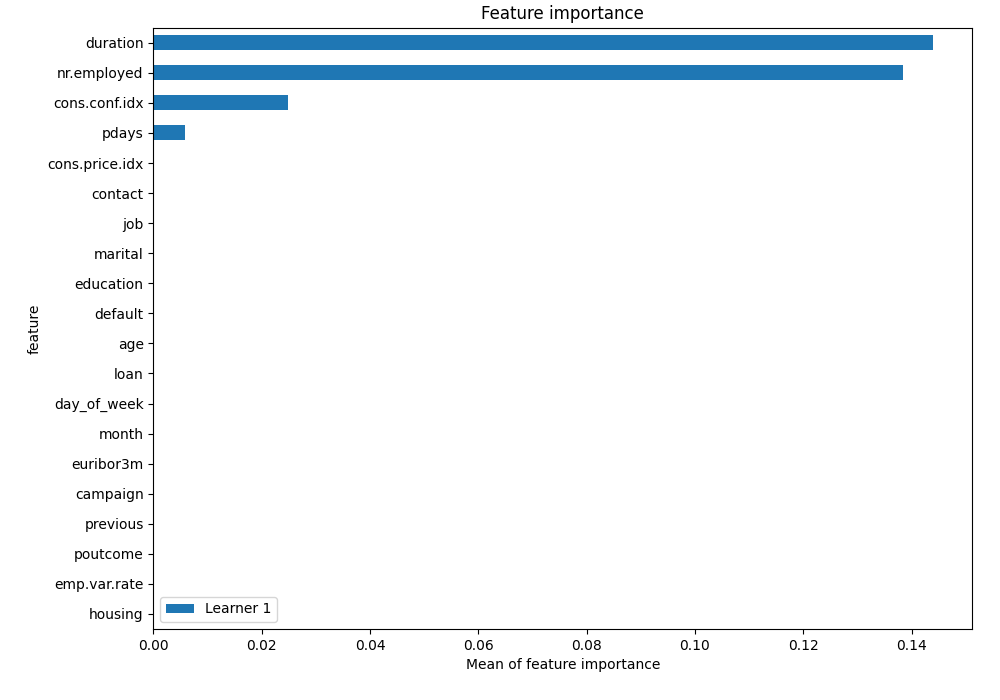 Feature importance
duration
nr.employed
cons.conf.idx
pdays
cons.price.idx
contact
job
marital
education
default
age
loan
day_of_week
month
euribor3m
campaign
previous
poutcome
emp.var.rate
housing
feature
Learner 1
0.00 0.02 0.04 0.06 0.08 0.10 0.12 0.14
Mean of feature importance